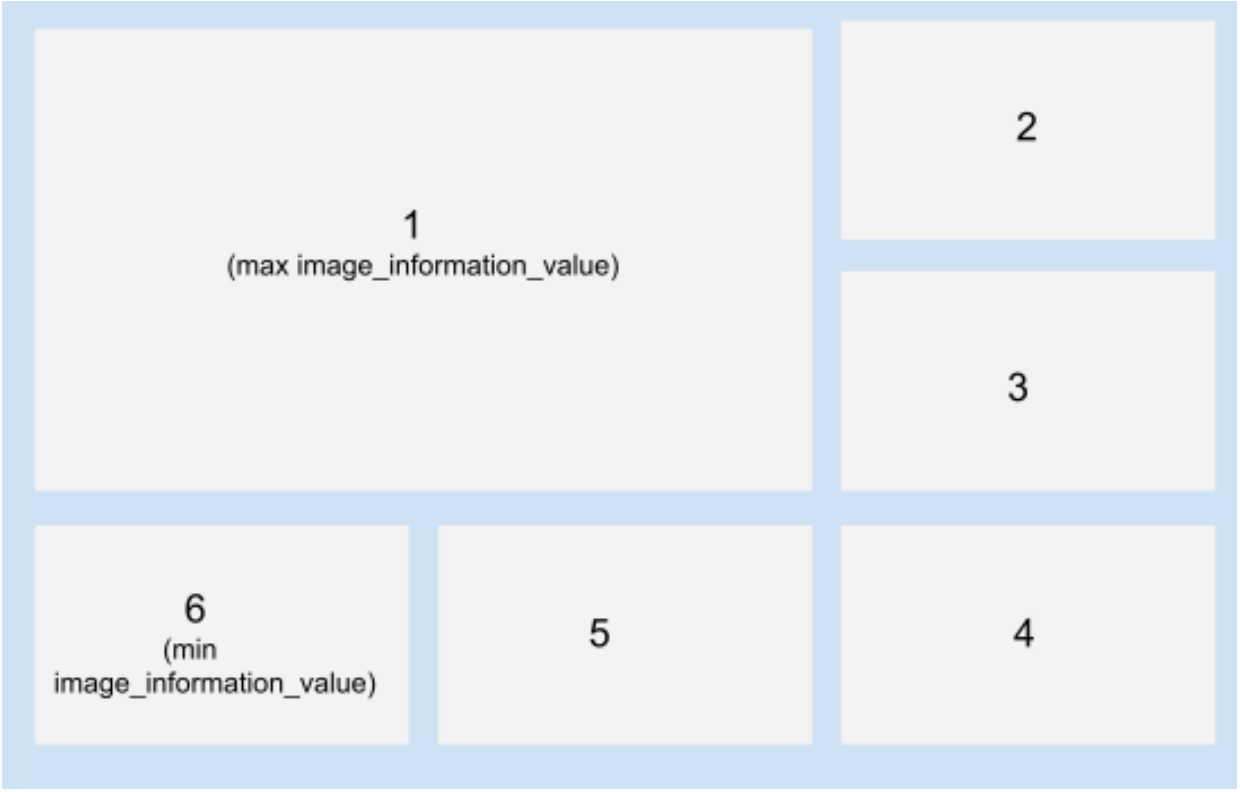 1
(max image_information_value)
2
3
6
(min
image_information_value)
5
4